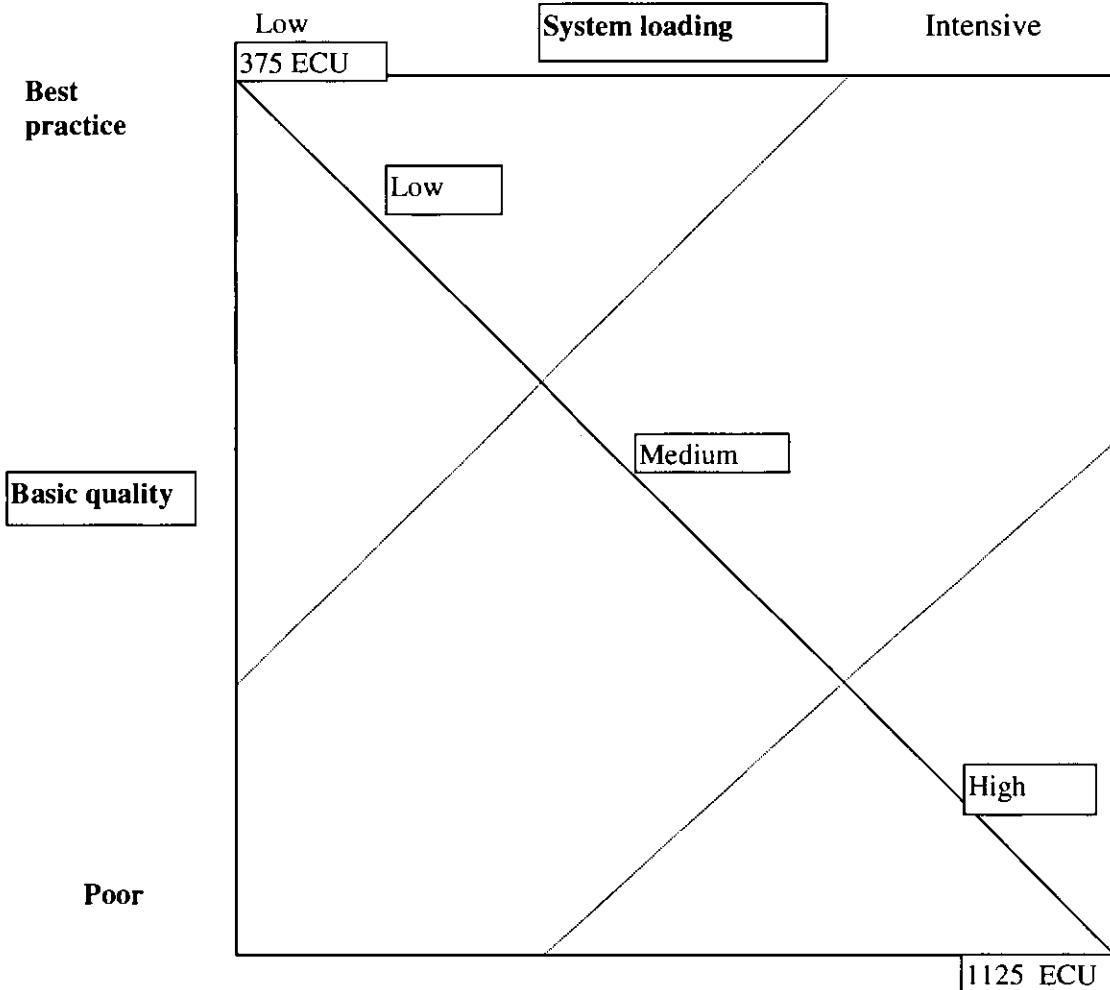 Low
System loading
Intensive
375 ECU
Best
practice
Low
Medium
Basic quality
High
Poor
1125 ECU